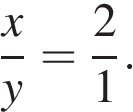 x/y = 2/1.